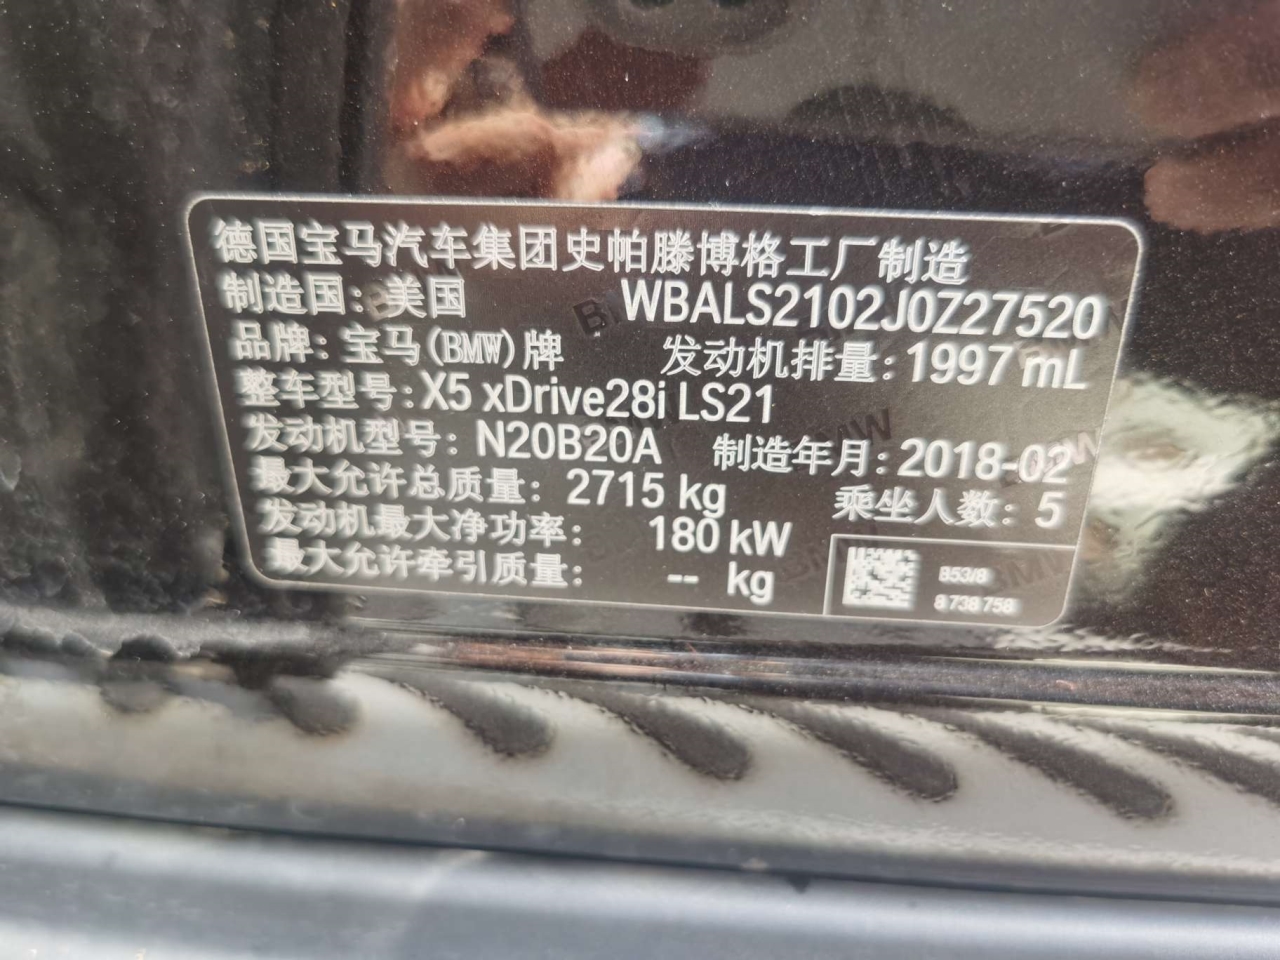 德国宝马汽车集团史帕滕博格工厂制造
制造国: 美国 WBALS2102J0Z27520
品牌: 宝马(BMW)牌 发动机排量: 1997 mL
整车型号: X5 xDrive28i LS21
发动机型号: N20B20A 制造年月: 2018-02
最大允许总质量: 2715 kg 乘坐人数: 5
发动机最大净功率: 180 kW
最大允许牵引质量: -- kg
853/8
8 738 758